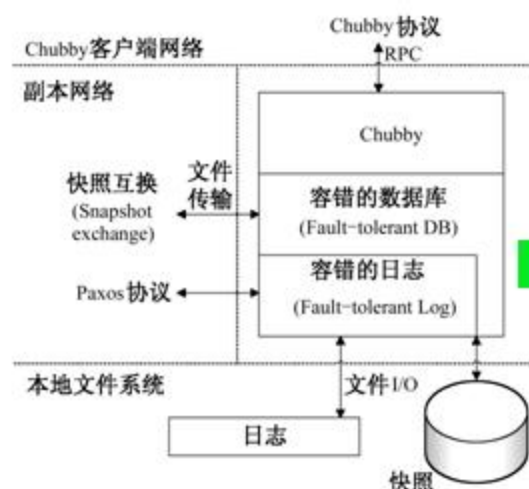 Chubby协议
Chubby客户端网络
RPC
副本网络
Chubby
快照互换
(Snapshot
exchange)
文件
传输
容错的数据库
(Fault-tolerant DB)
容错的日志
(Fault-tolerant Log)
Paxos协议
本地文件系统
文件I/O
日志
快照